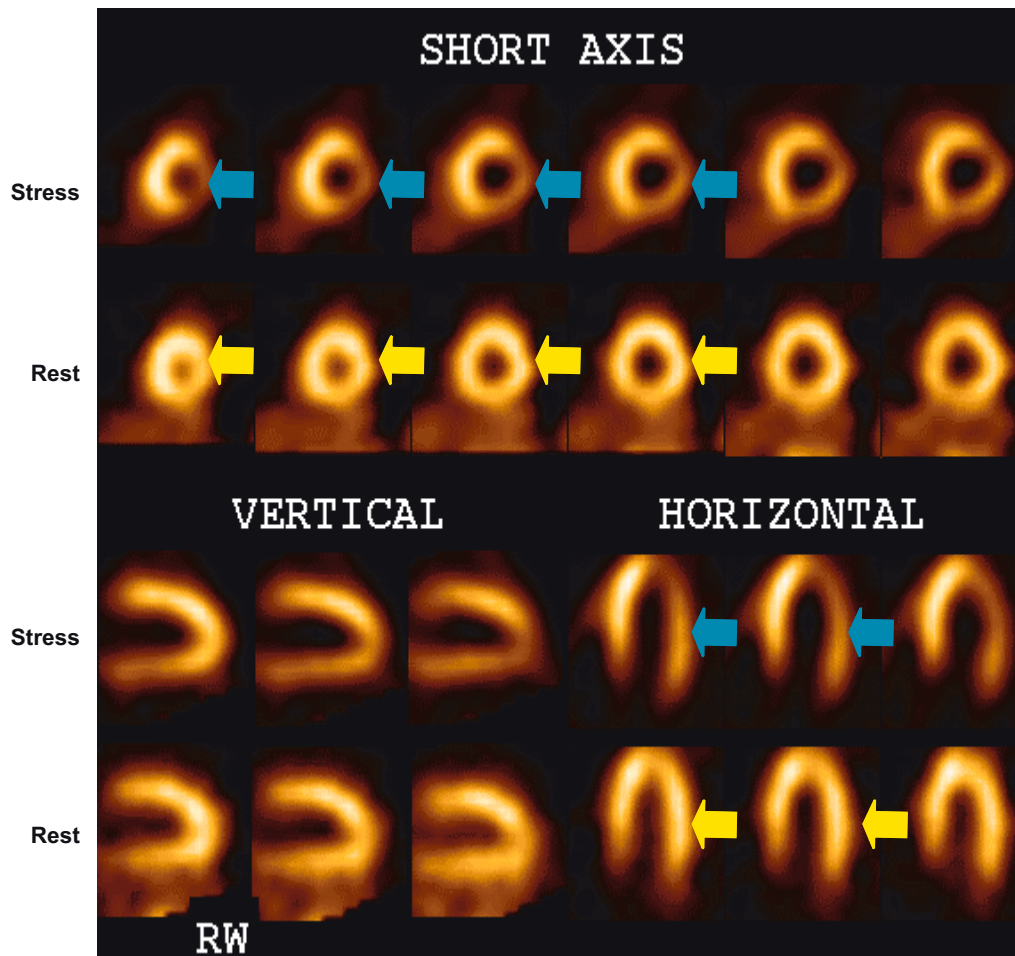 SHORT AXIS
Stress
Rest
VERTICAL HORIZONTAL
Stress
Rest
RW